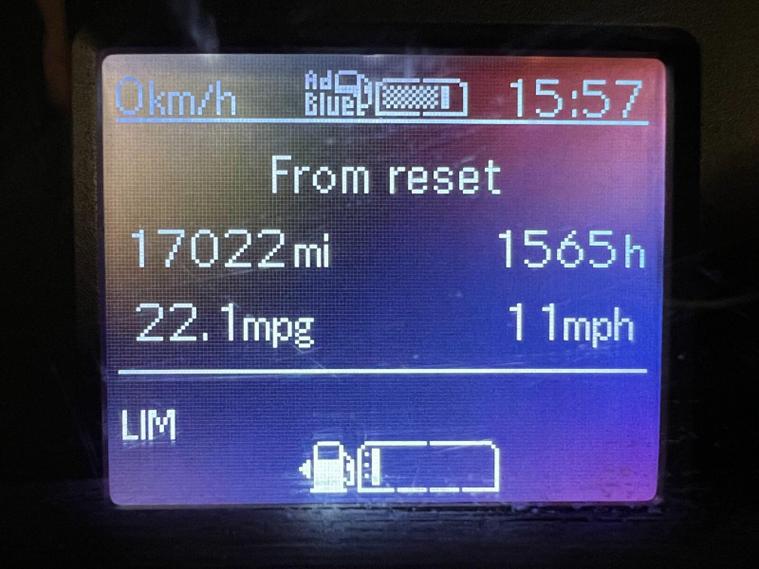 0km/h AdBlue 15:57
From reset
17022mi 1565h
22.1mpg 11mph
LIM